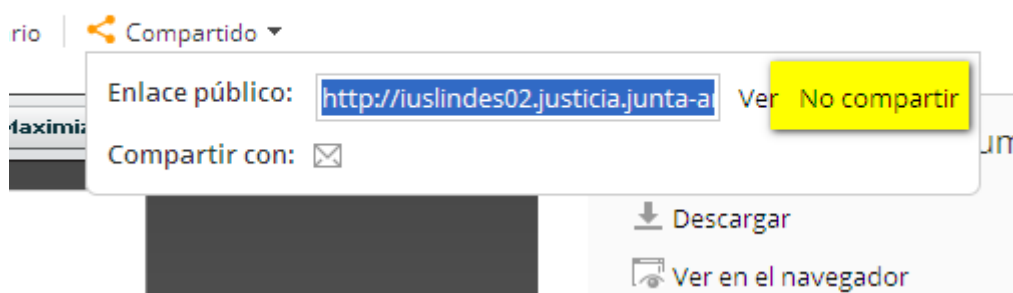 rio Compartido
Enlace público: http://iuslindes02.justicia.junta-a Ver No compartir
Maximiz
Compartir con:
um
Descargar
Ver en el navegador